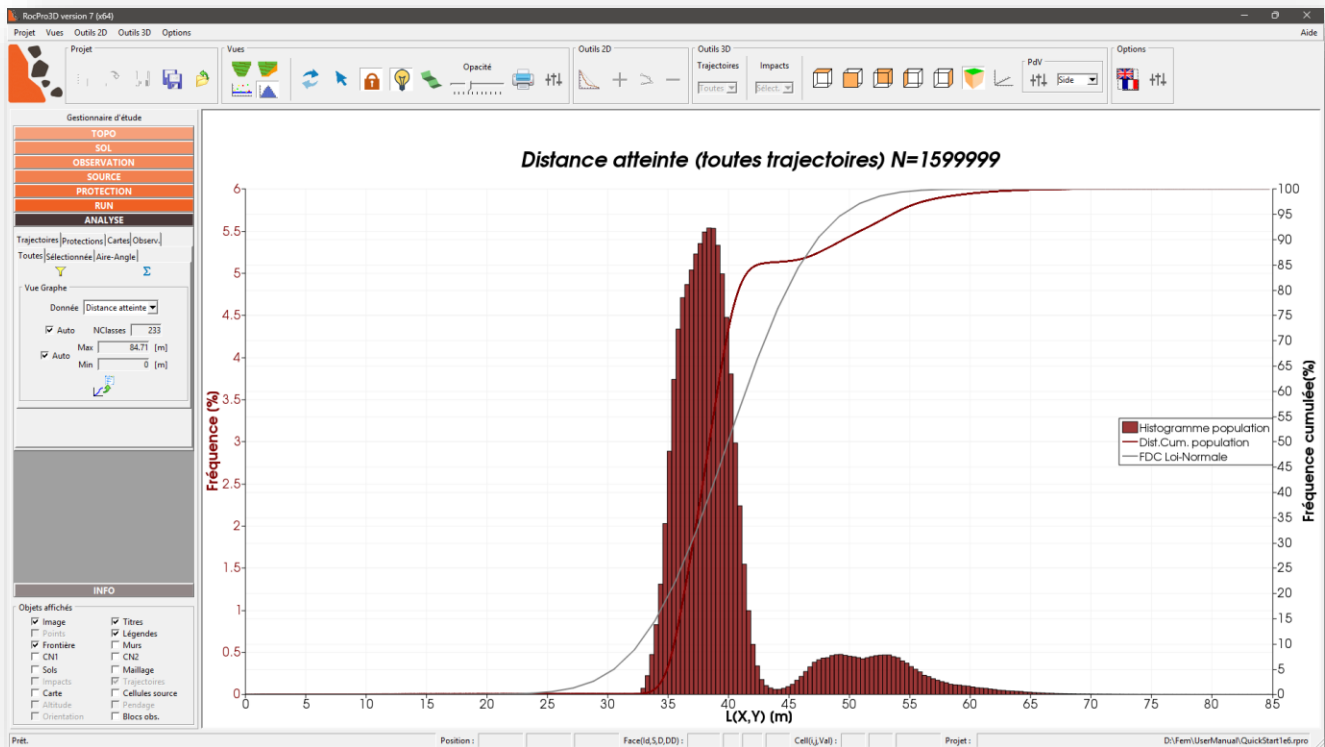 RocPro3D version 7 (x64)
Projet Vues Outils 2D Outils 3D Options Aide
Projet Vues Outils 2D Outils 3D Options
Opacité
Trajectoires Impacts PdV
Toutes Sélect. Side
Gestionnaire d'étude
TOPO
SOL
OBSERVATION
SOURCE
PROTECTION
RUN
ANALYSE
Trajectoires Protections Cartes Observ.
Toutes Sélectionnée Aire-Angle
Σ
Vue Graphe
Donnée Distance atteinte
Auto NClasses 233
Max 84.71 [m]
Auto
Min 0 [m]
INFO
Objets affichés
Image Titres
Points Légendes
Frontière Murs
CN1 CN2
Sols Maillage
Impacts Trajectoires
Carte Cellules source
Altitude Pendage
Orientation Blocs obs.
Distance atteinte (toutes trajectoires) N=1599999
Fréquence (%)
6
5.5
5
4.5
4
3.5
3
2.5
2
1.5
1
0.5
0
0 5 10 15 20 25 30 35 40 45 50 55 60 65 70 75 80 85
L(X,Y) (m)
100
95
90
85
80
75
70
65
60
55
50
45
40
35
30
25
20
15
10
5
0
Fréquence cumulée(%)
Histogramme population
Dist.Cum. population
FDC Loi-Normale
Prêt. Position : Face(Id,S,D,DD) : Cell(i,j,Val) : Projet : D:\Fem\UserManual\QuickStart1e6.rpro